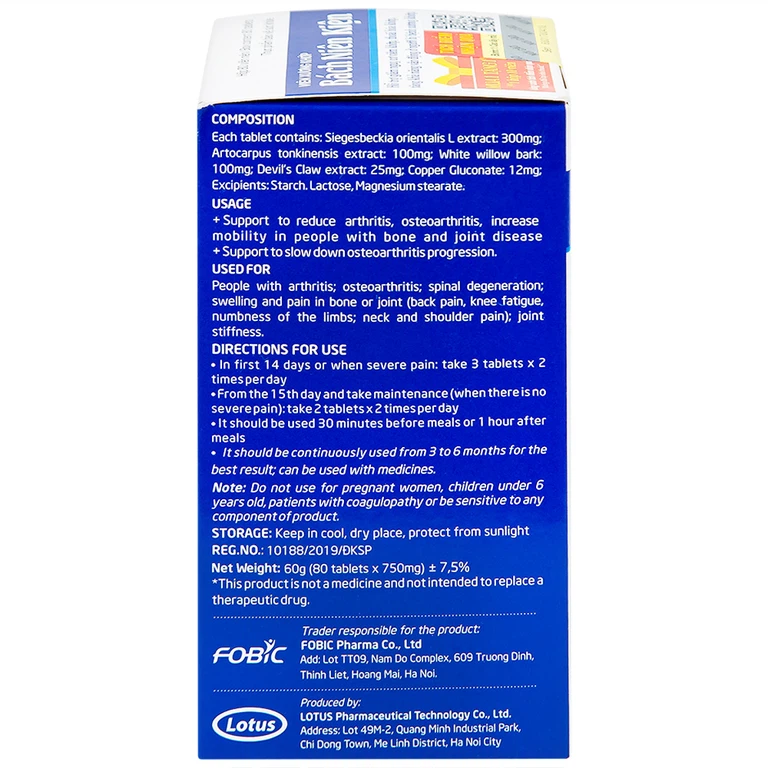 VIÊN XƯƠNG KHỚP
Bách Niên Kiện
COMPOSITION
Each tablet contains: Siegesbeckia orientalis L extract: 300mg;
Artocarpus tonkinensis extract: 100mg; White willow bark:
100mg; Devil's Claw extract: 25mg; Copper Gluconate: 12mg;
Excipients: Starch. Lactose, Magnesium stearate.
USAGE
+ Support to reduce arthritis, osteoarthritis, increase
mobility in people with bone and joint disease
+ Support to slow down osteoarthritis progression.
USED FOR
People with arthritis; osteoarthritis; spinal degeneration;
swelling and pain in bone or joint (back pain, knee fatigue,
numbness of the limbs; neck and shoulder pain); joint
stiffness.
DIRECTIONS FOR USE
• In first 14 days or when severe pain: take 3 tablets x 2
times per day
• From the 15th day and take maintenance (when there is no
severe pain): take 2 tablets x 2 times per day
• It should be used 30 minutes before meals or 1 hour after
meals
• It should be continuously used from 3 to 6 months for the
best result; can be used with medicines.
Note: Do not use for pregnant women, children under 6
years old, patients with coagulopathy or be sensitive to any
component of product.
STORAGE: Keep in cool, dry place, protect from sunlight
REG.NO.: 10188/2019/ĐKSP
Net Weight: 60g (80 tablets x 750mg) ± 7,5%
*This product is not a medicine and not intended to replace a
therapeutic drug.
Trader responsible for the product:
FOBIC
FOBIC Pharma Co., Ltd
Add: Lot TT09, Nam Do Complex, 609 Truong Dinh,
Thinh Liet, Hoang Mai, Ha Noi.
Produced by:
Lotus
LOTUS Pharmaceutical Technology Co., Ltd.
Address: Lot 49M-2, Quang Minh Industrial Park,
Chi Dong Town, Me Linh District, Ha Noi City